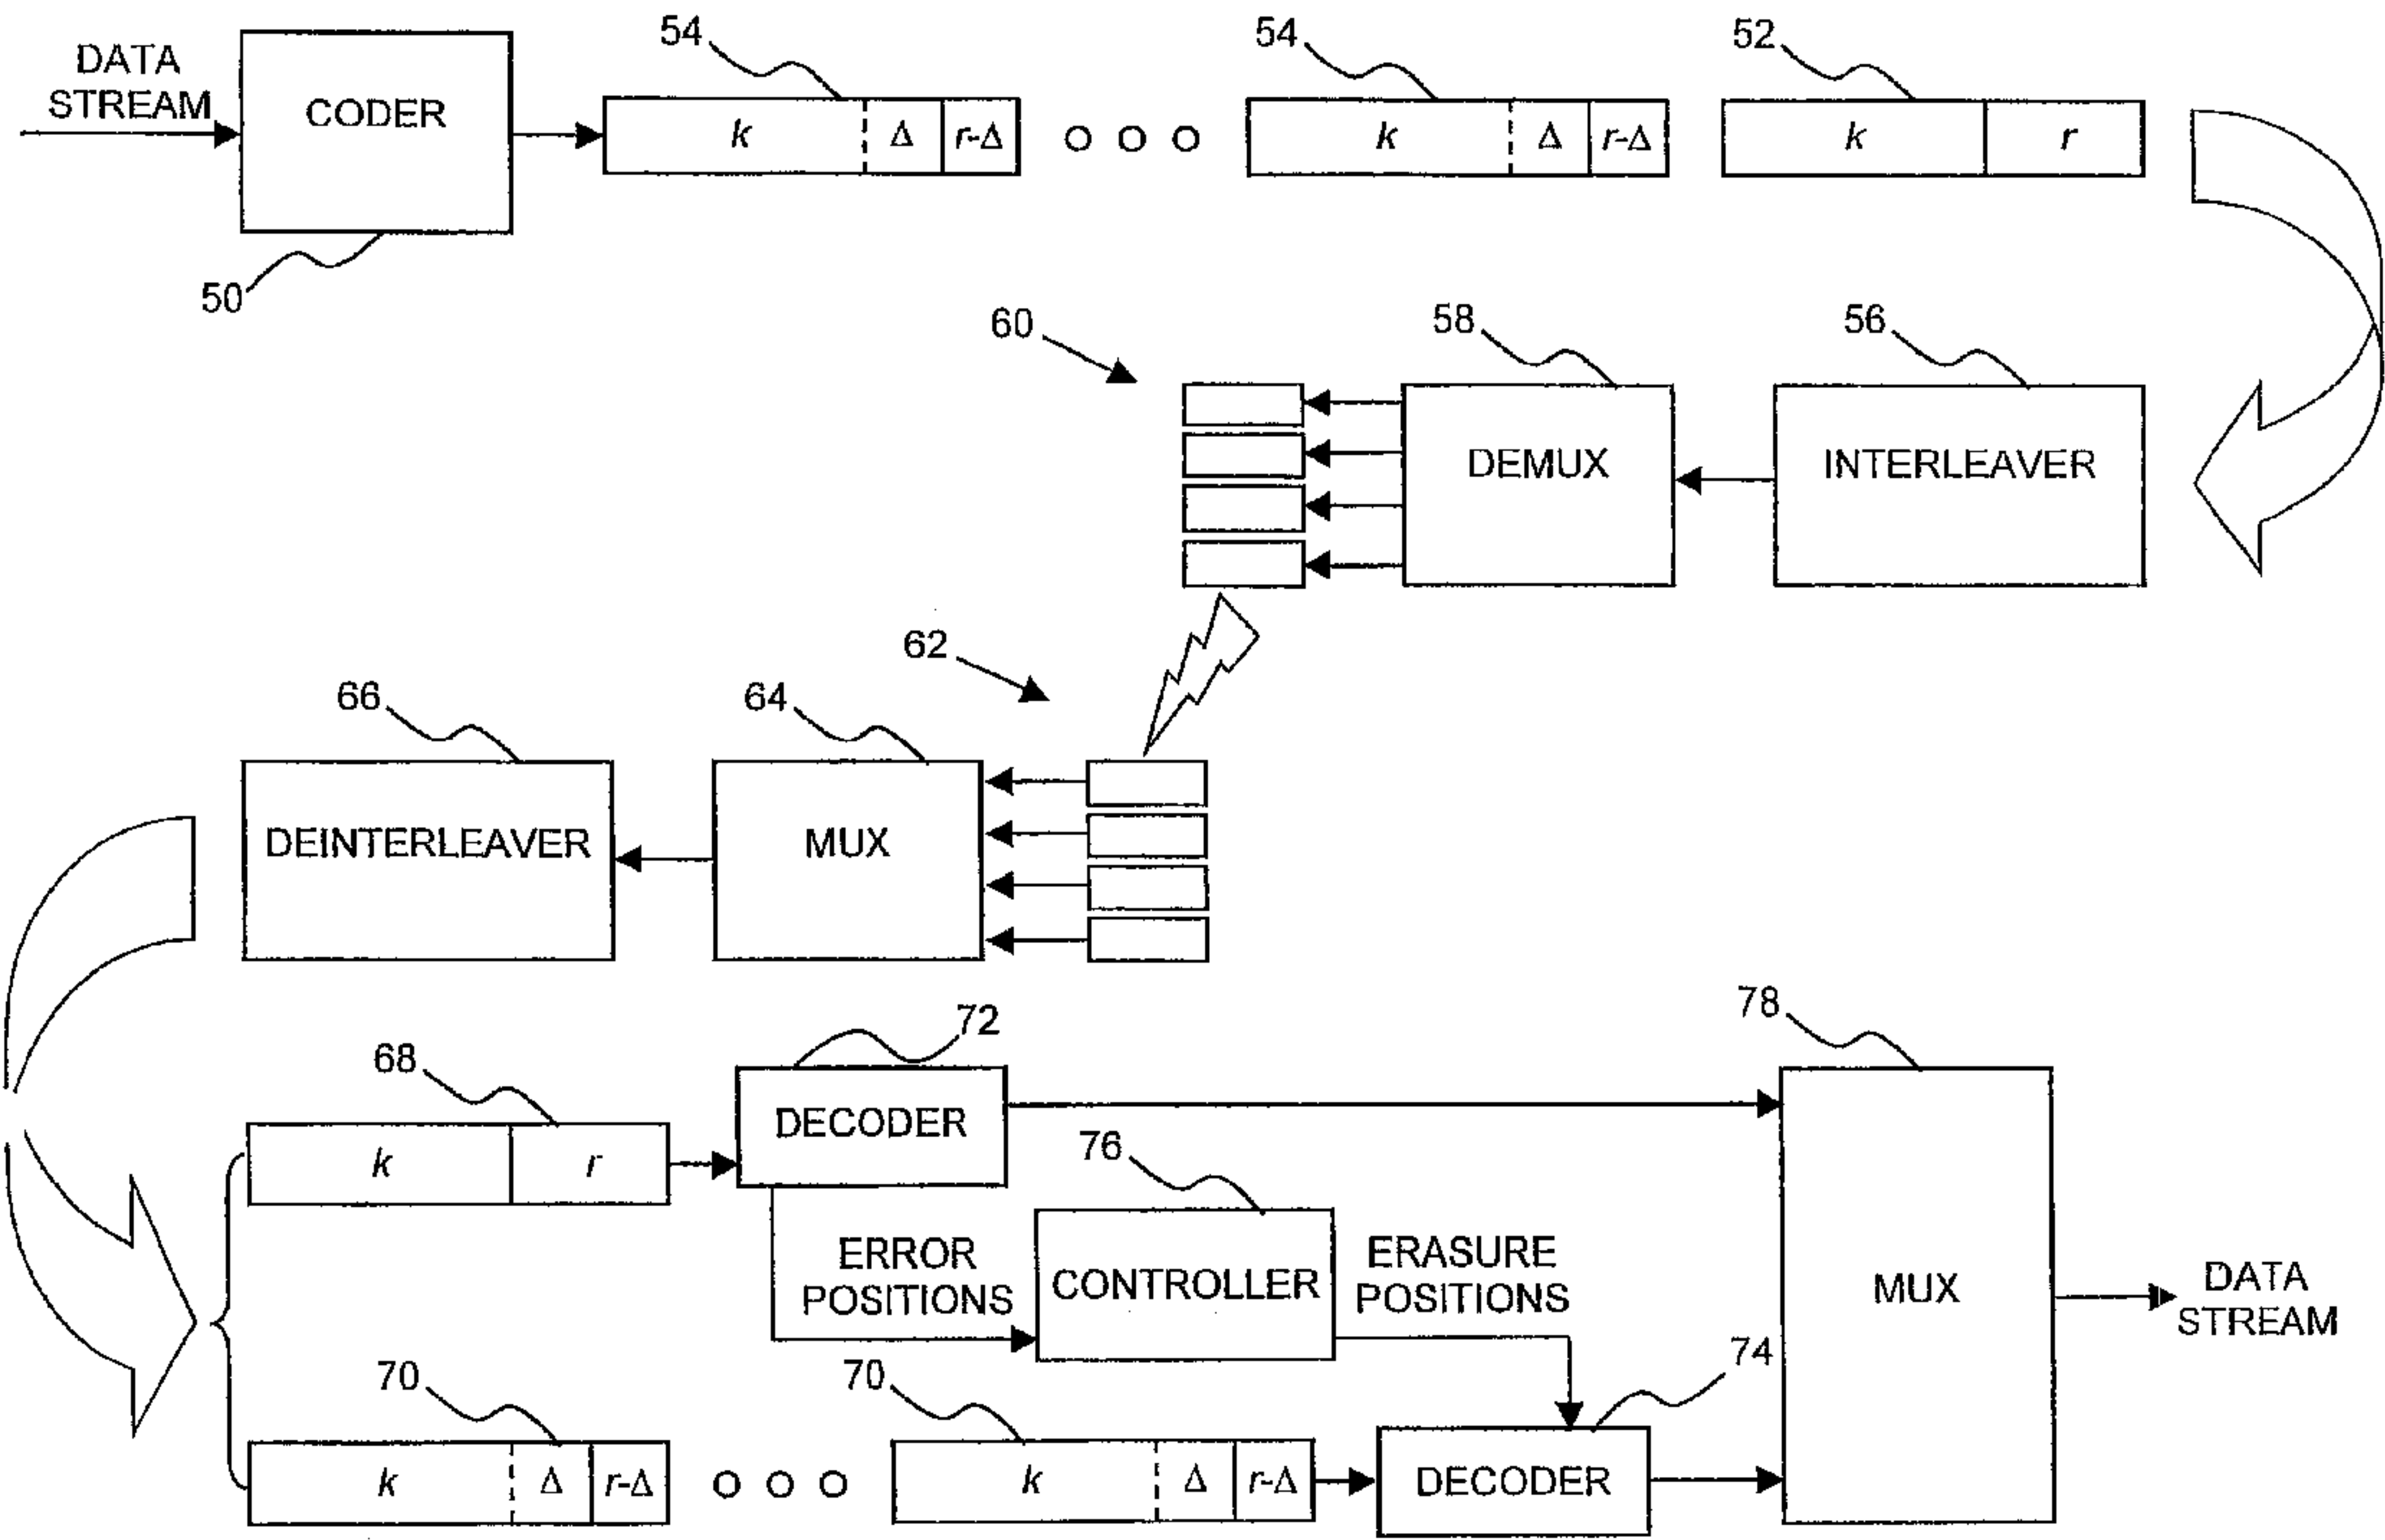 54
54
52
DATA
STREAM
CODER
k Δ r-Δ
k Δ r-Δ
k r
50
60
58
56
DEMUX
INTERLEAVER
62
66
64
DEINTERLEAVER
MUX
72
78
68
DECODER
76
k r
ERROR
POSITIONS
CONTROLLER
ERASURE
POSITIONS
MUX
DATA
STREAM
74
70
70
k Δ r-Δ
k Δ r-Δ
DECODER